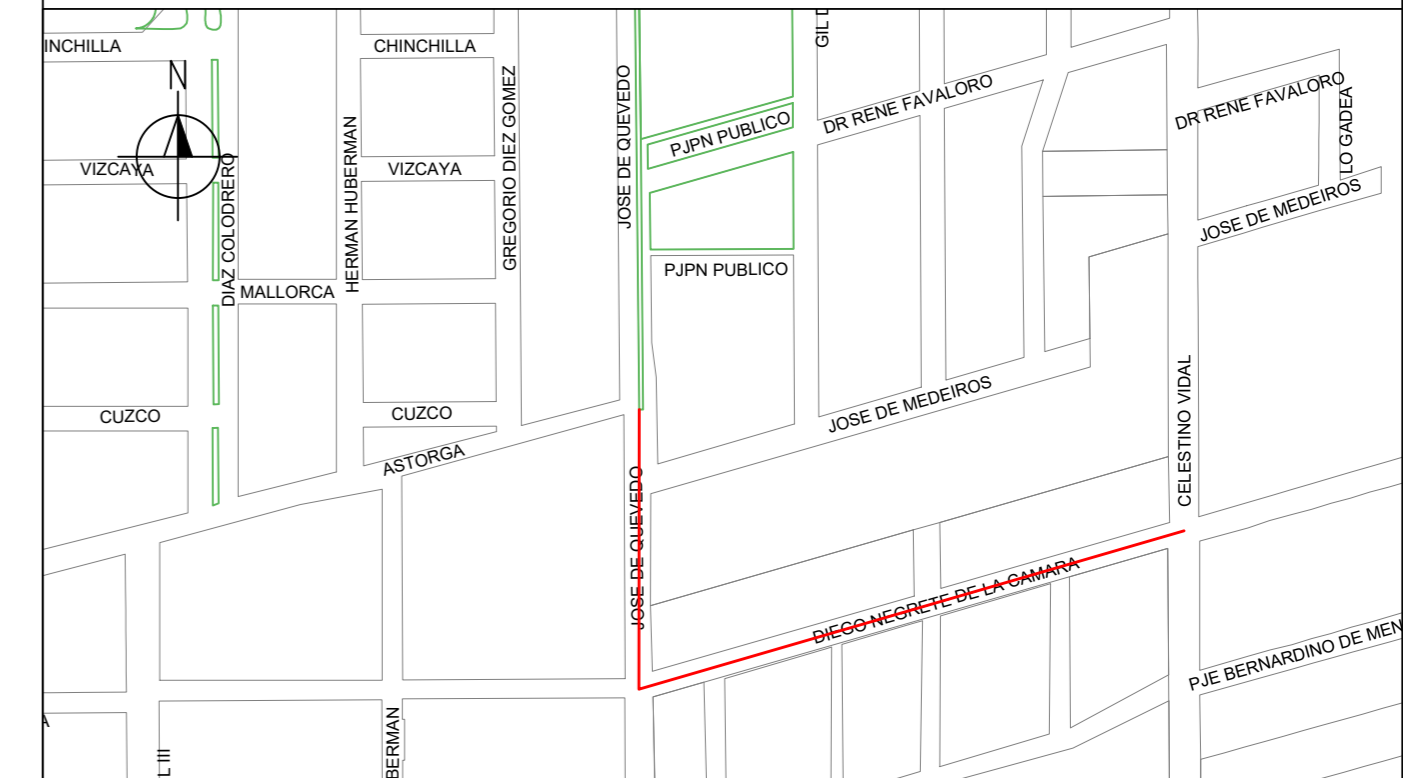 INCHILLA
CHINCHILLA
GIL D
N
DR RENE FAVALORO
DR RENE FAVALORO
LO GADEA
PJPN PUBLICO
VIZCAYA
VIZCAYA
DIAZ COLODRERO
HERMAN HUBERMAN
GREGORIO DIEZ GOMEZ
JOSE DE QUEVEDO
JOSE DE MEDEIROS
PJPN PUBLICO
MALLORCA
CUZCO
CUZCO
JOSE DE MEDEIROS
ASTORGA
CELESTINO VIDAL
JOSE DE QUEVEDO
DIEGO NEGRETE DE LA CAMARA
PJE BERNARDINO DE MEN
A
L III
BERMAN